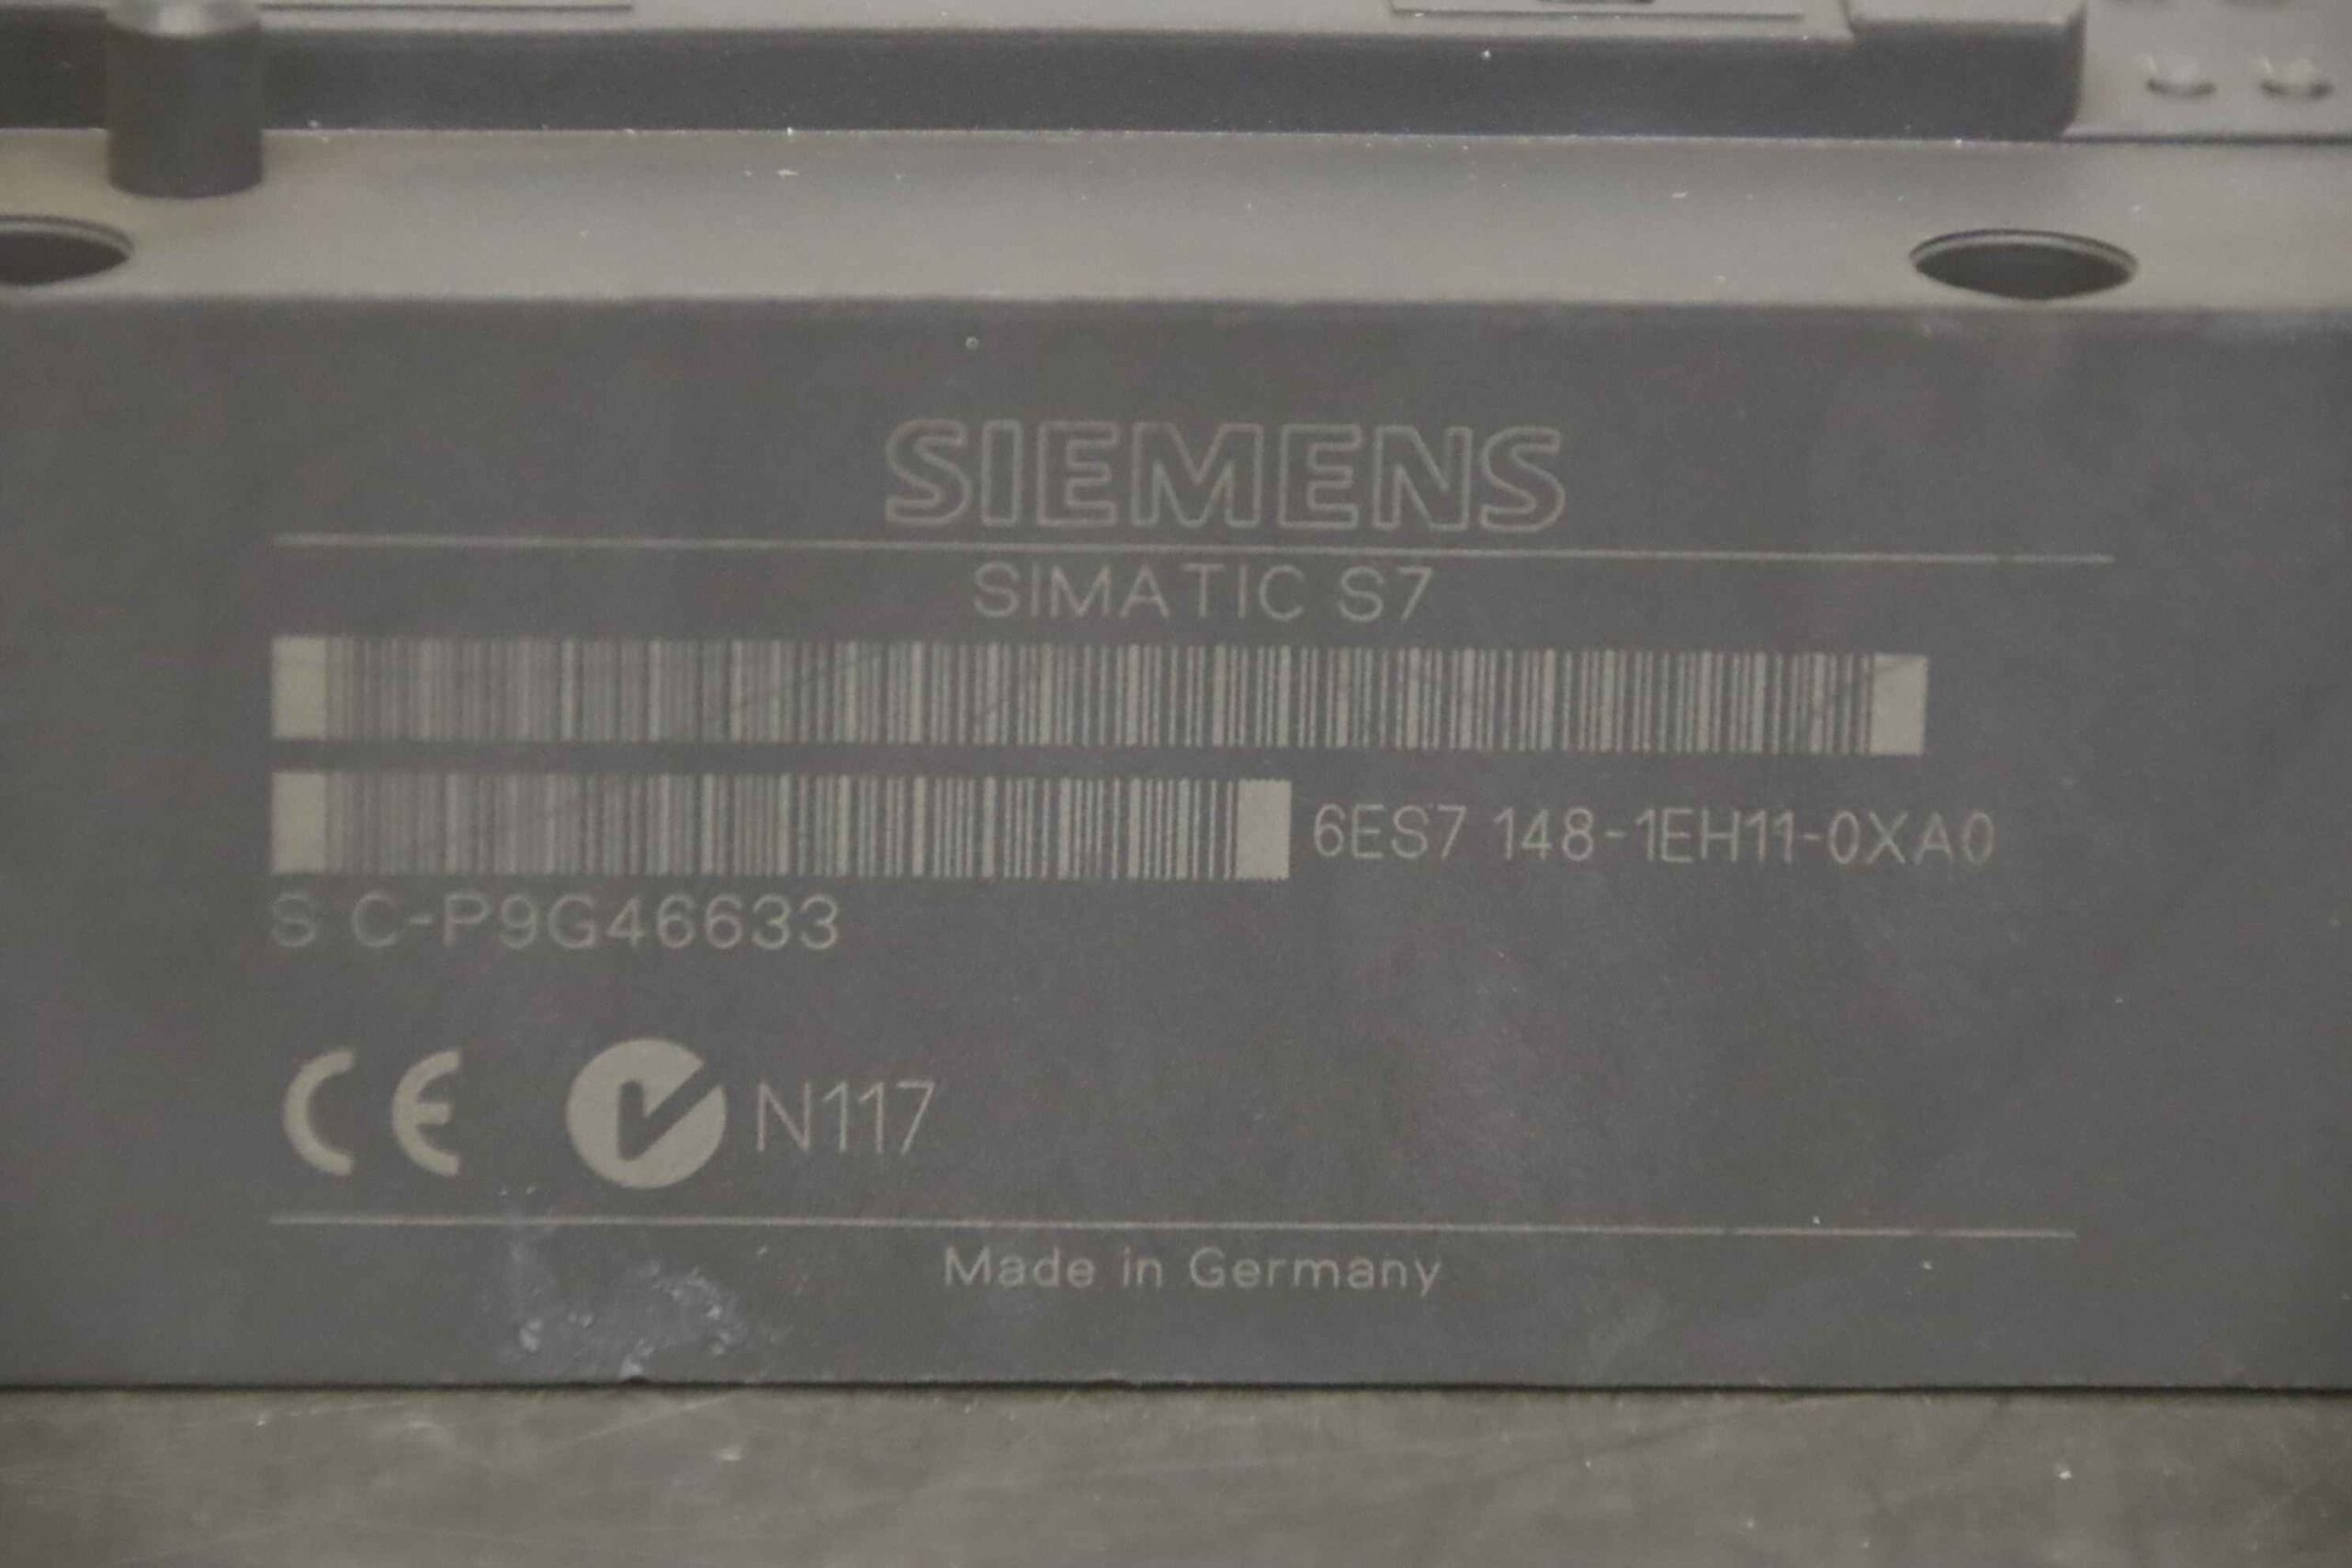 SIEMENS
SIMATIC S7
6ES7 148-1EH11-0XA0
S C-P9G46633
CE N117
Made in Germany